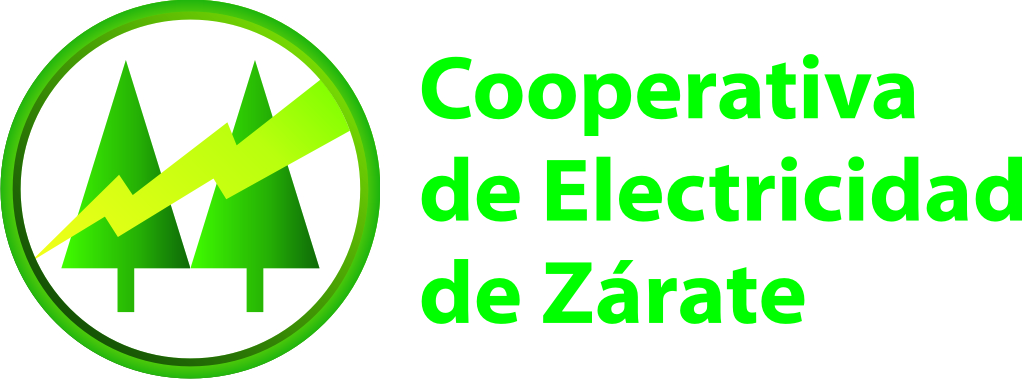 Cooperativa
de Electricidad
de Zárate